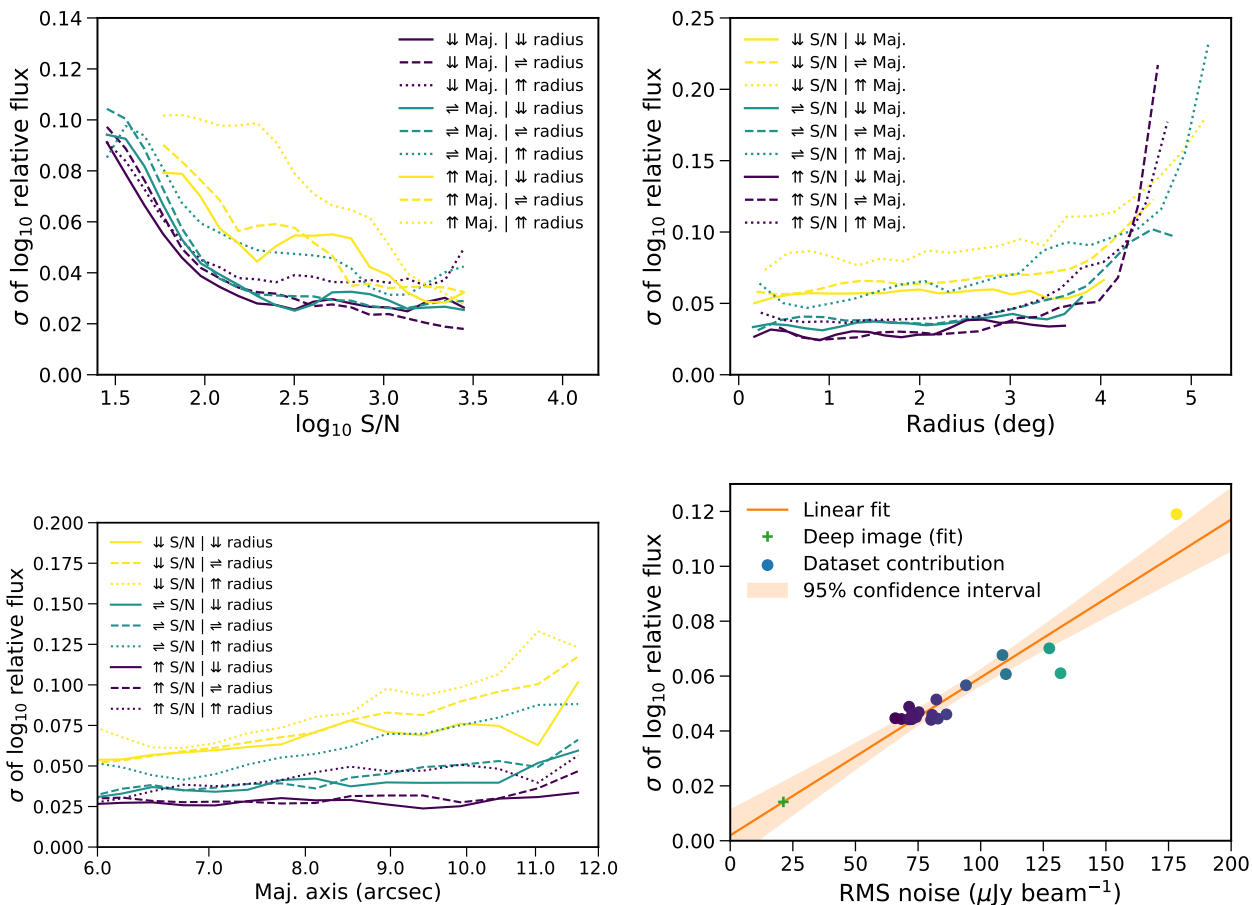 0.14
0.12
0.10
0.08
0.06
0.04
0.02
0.00
σ of log₁₀ relative flux
⇊ Maj. | ⇊ radius
⇊ Maj. | ⇌ radius
⇊ Maj. | ⇈ radius
⇌ Maj. | ⇊ radius
⇌ Maj. | ⇌ radius
⇌ Maj. | ⇈ radius
⇈ Maj. | ⇊ radius
⇈ Maj. | ⇌ radius
⇈ Maj. | ⇈ radius
1.5 2.0 2.5 3.0 3.5 4.0
log₁₀ S/N
0.25
0.20
0.15
0.10
0.05
0.00
σ of log₁₀ relative flux
⇊ S/N | ⇊ Maj.
⇊ S/N | ⇌ Maj.
⇊ S/N | ⇈ Maj.
⇌ S/N | ⇊ Maj.
⇌ S/N | ⇌ Maj.
⇌ S/N | ⇈ Maj.
⇈ S/N | ⇊ Maj.
⇈ S/N | ⇌ Maj.
⇈ S/N | ⇈ Maj.
0 1 2 3 4 5
Radius (deg)
0.200
0.175
0.150
0.125
0.100
0.075
0.050
0.025
0.000
σ of log₁₀ relative flux
⇊ S/N | ⇊ radius
⇊ S/N | ⇌ radius
⇊ S/N | ⇈ radius
⇌ S/N | ⇊ radius
⇌ S/N | ⇌ radius
⇌ S/N | ⇈ radius
⇈ S/N | ⇊ radius
⇈ S/N | ⇌ radius
⇈ S/N | ⇈ radius
6.0 7.0 8.0 9.0 10.0 11.0 12.0
Maj. axis (arcsec)
0.12
0.10
0.08
0.06
0.04
0.02
0.00
σ of log₁₀ relative flux
Linear fit
Deep image (fit)
Dataset contribution
95% confidence interval
0 25 50 75 100 125 150 175 200
RMS noise (μJy beam⁻¹)